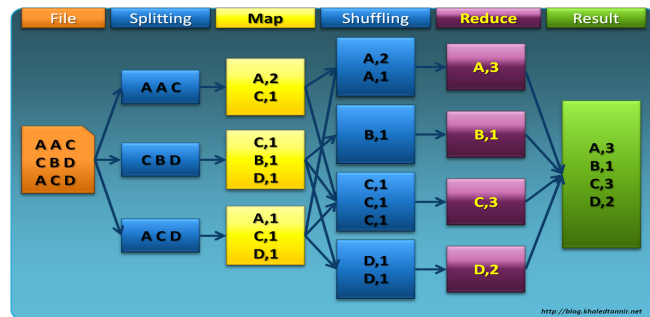 File
Splitting
Map
Shuffling
Reduce
Result
A A C
C B D
A C D
A A C
C B D
A C D
A,2
C,1
C,1
B,1
D,1
A,1
C,1
D,1
A,2
A,1
B,1
C,1
C,1
C,1
D,1
D,1
A,3
B,1
C,3
D,2
A,3
B,1
C,3
D,2
http://blog.khaledtannir.net